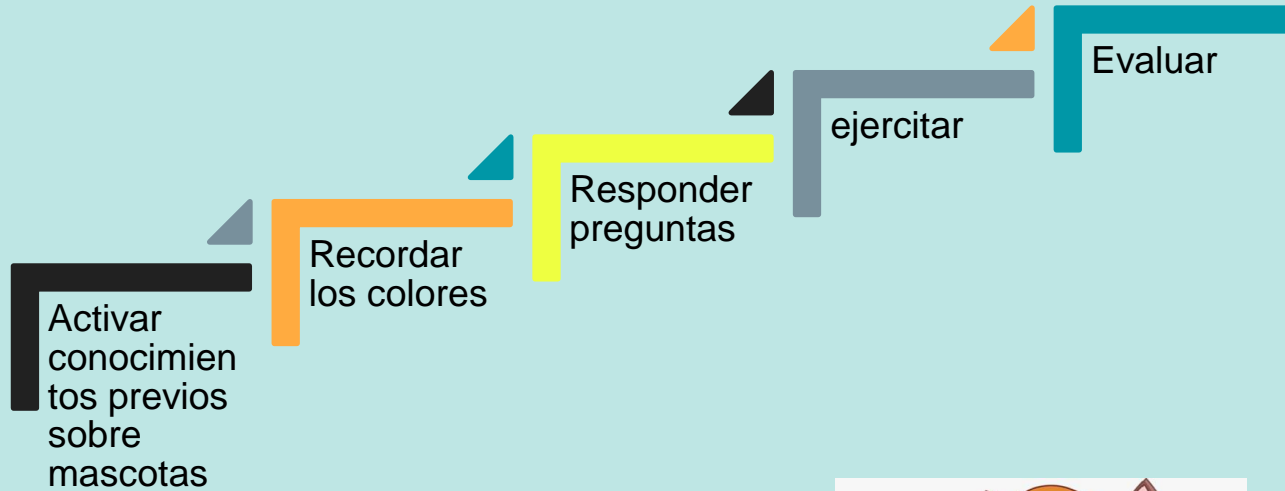 Activar
conocimien
tos previos
sobre
mascotas
Recordar
los colores
Responder
preguntas
ejercitar
Evaluar